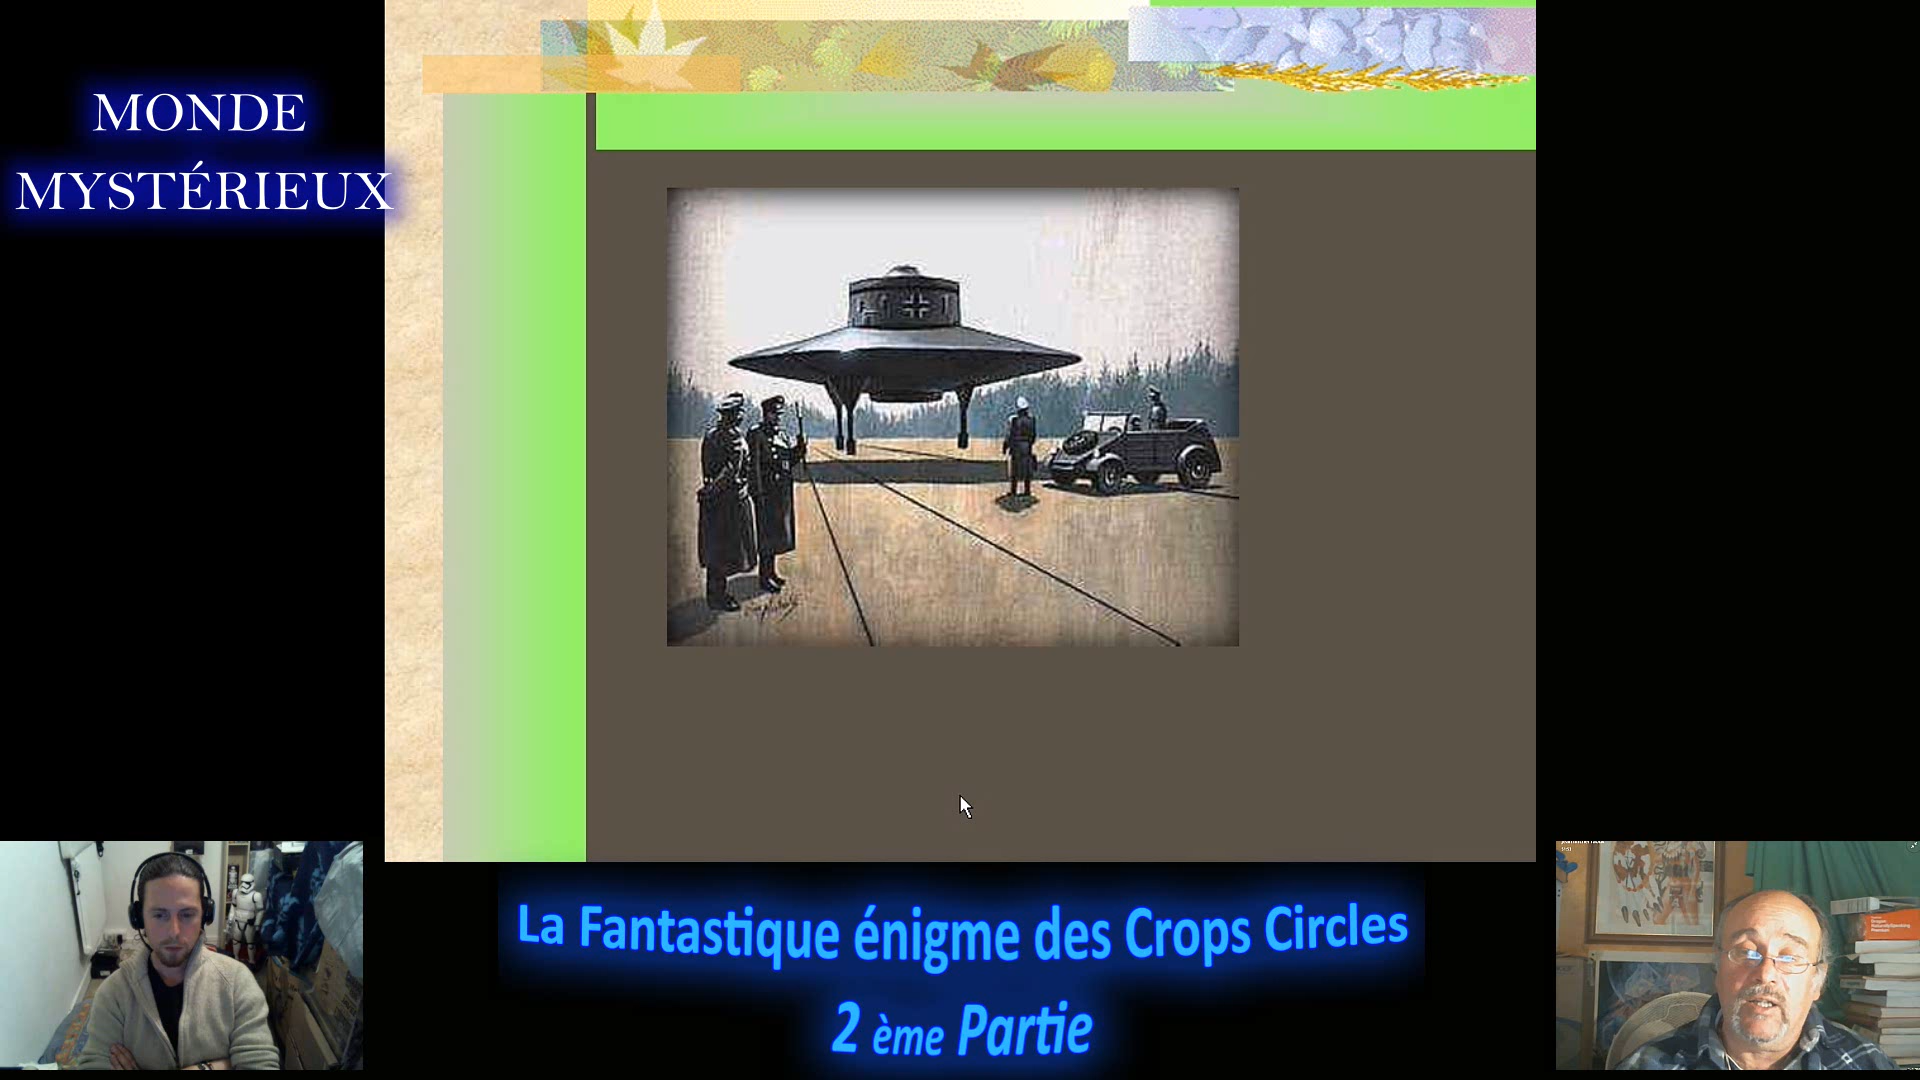 MONDE
MYSTÉRIEUX
La Fantastique énigme des Crops Circles
2 ème Partie